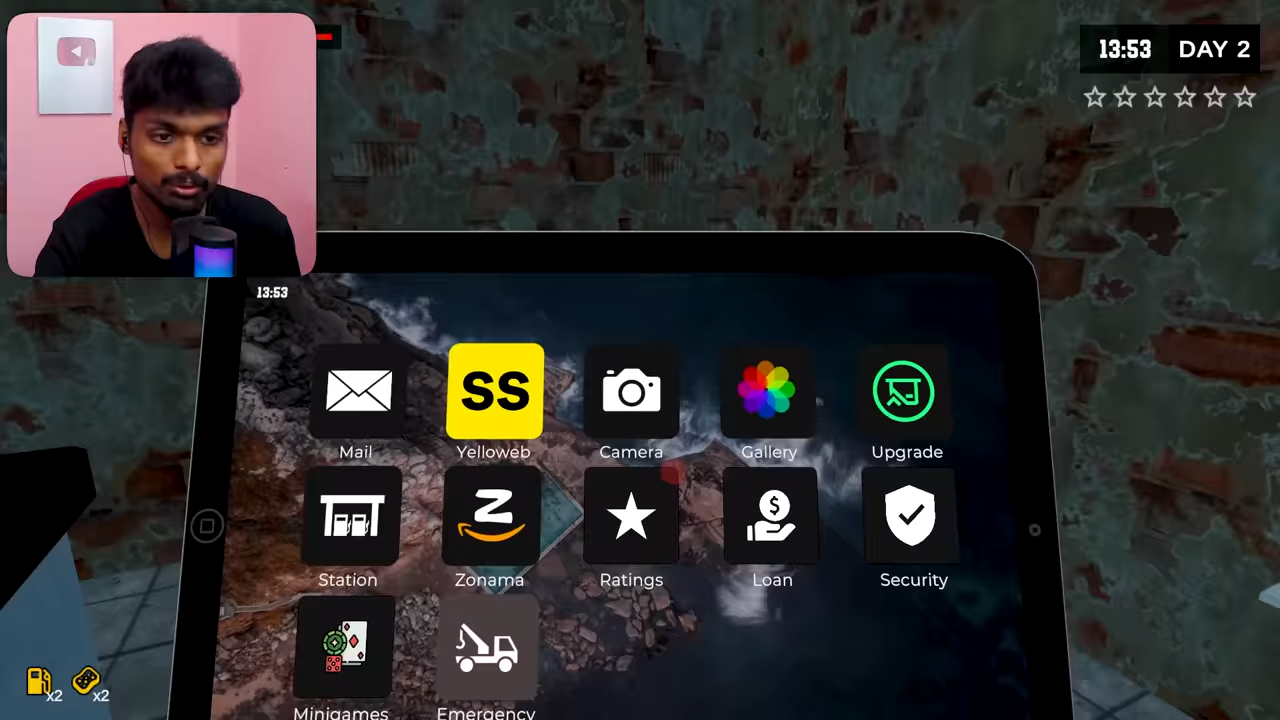 13:53 DAY 2
13:53
SS
Mail Yelloweb Camera Gallery Upgrade
Z
$
Station Zonama Ratings Loan Security
Minigames Emergency
x2 x2